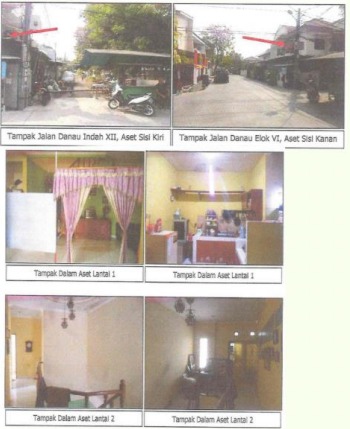 Tampak Jalan Danau Indah XII, Aset Sisi Kiri
Tampak Jalan Danau Elok VI, Aset Sisi Kanan
Tampak Dalam Aset Lantai 1
Tampak Dalam Aset Lantai 1
Tampak Dalam Aset Lantai 2
Tampak Dalam Aset Lantai 2